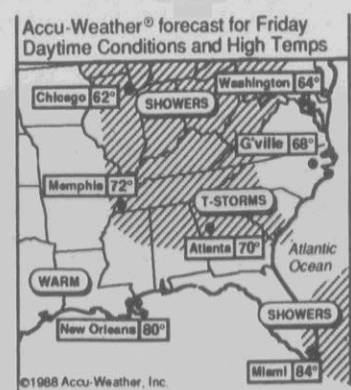 Accu-Weather® forecast for Friday
Daytime Conditions and High Temps
Washington 64°
Chicago 62°
SHOWERS
G'ville 68°
Memphis 72°
T-STORMS
Atlanta 70°
Atlantic
Ocean
WARM
SHOWERS
New Orleans 80°
Miami 84°
©1988 Accu-Weather, Inc.